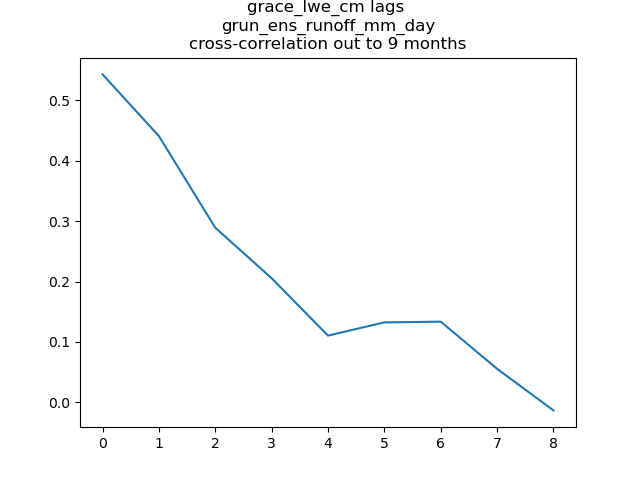 grace_lwe_cm lags
grun_ens_runoff_mm_day
cross-correlation out to 9 months
0.5
0.4
0.3
0.2
0.1
0.0
0 1 2 3 4 5 6 7 8